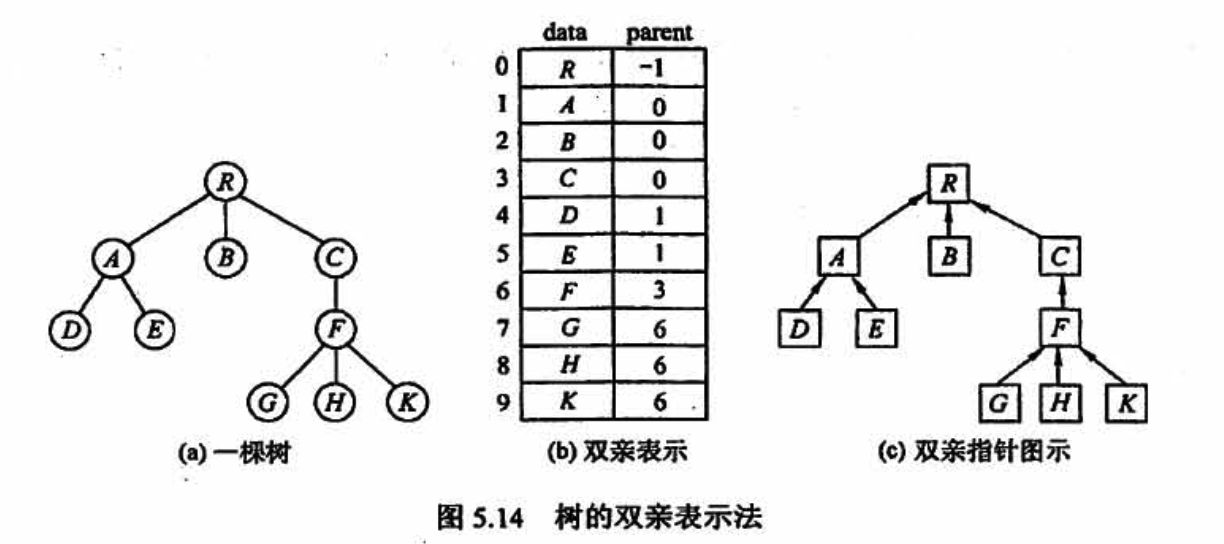 data parent
0 R -1
1 A 0
2 B 0
3 C 0
4 D 1
5 E 1
6 F 3
7 G 6
8 H 6
9 K 6
R
A B C
D E F
G H K
R
A B C
D E F
G H K
(a) 一棵树
(b) 双亲表示
(c) 双亲指针图示
图 5.14 树的双亲表示法